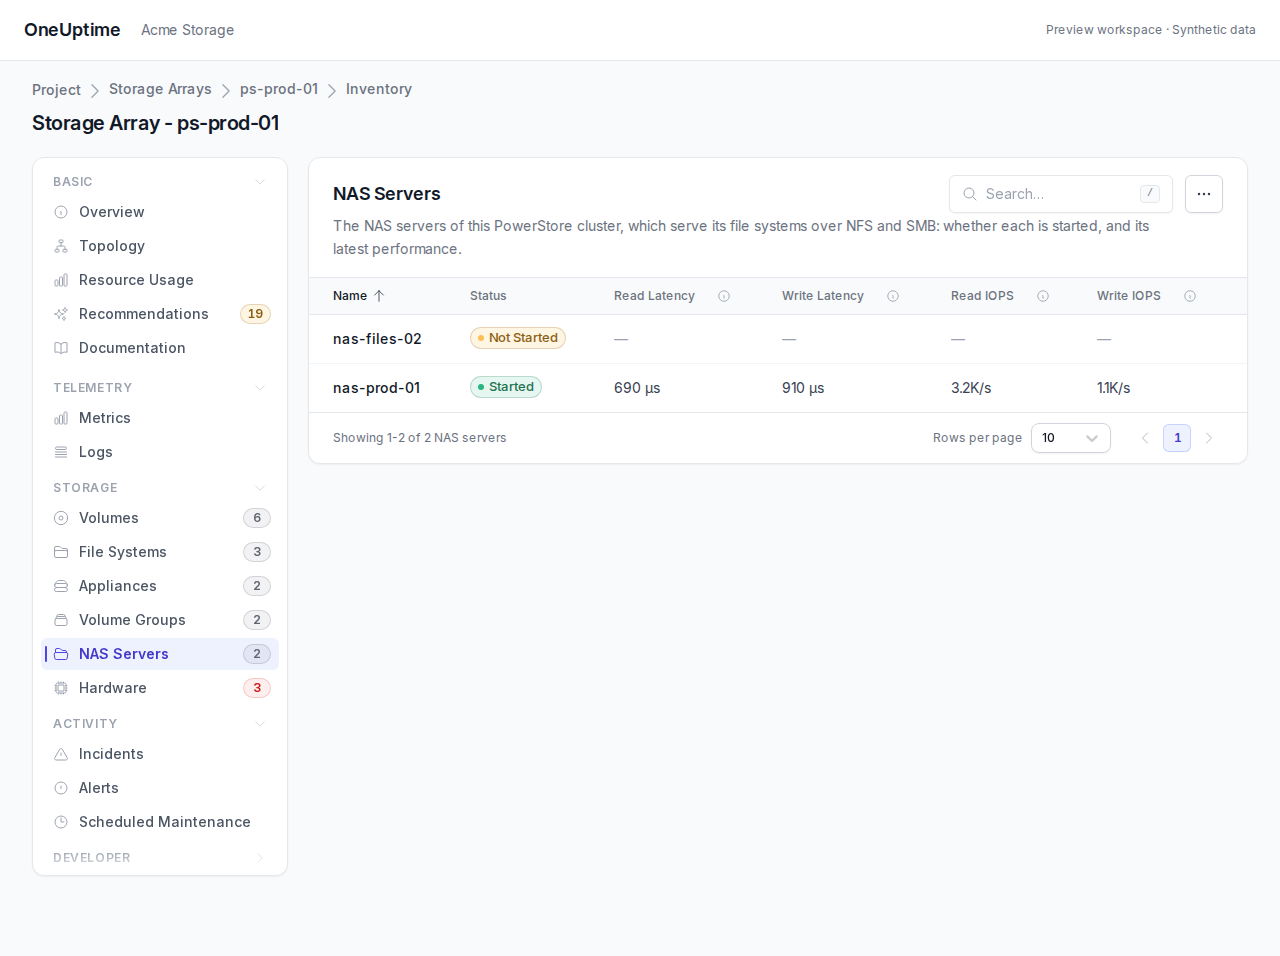 OneUptime Acme Storage Preview workspace · Synthetic data
Project Storage Arrays ps-prod-01 Inventory
Storage Array - ps-prod-01
BASIC
Overview
Topology
Resource Usage
Recommendations 19
Documentation
TELEMETRY
Metrics
Logs
STORAGE
Volumes 6
File Systems 3
Appliances 2
Volume Groups 2
NAS Servers 2
Hardware 3
ACTIVITY
Incidents
Alerts
Scheduled Maintenance
DEVELOPER
NAS Servers
Search... /
The NAS servers of this PowerStore cluster, which serve its file systems over NFS and SMB: whether each is started, and its
latest performance.
Name Status Read Latency Write Latency Read IOPS Write IOPS
nas-files-02 Not Started — — — —
nas-prod-01 Started 690 µs 910 µs 3.2K/s 1.1K/s
Showing 1-2 of 2 NAS servers Rows per page 10 1